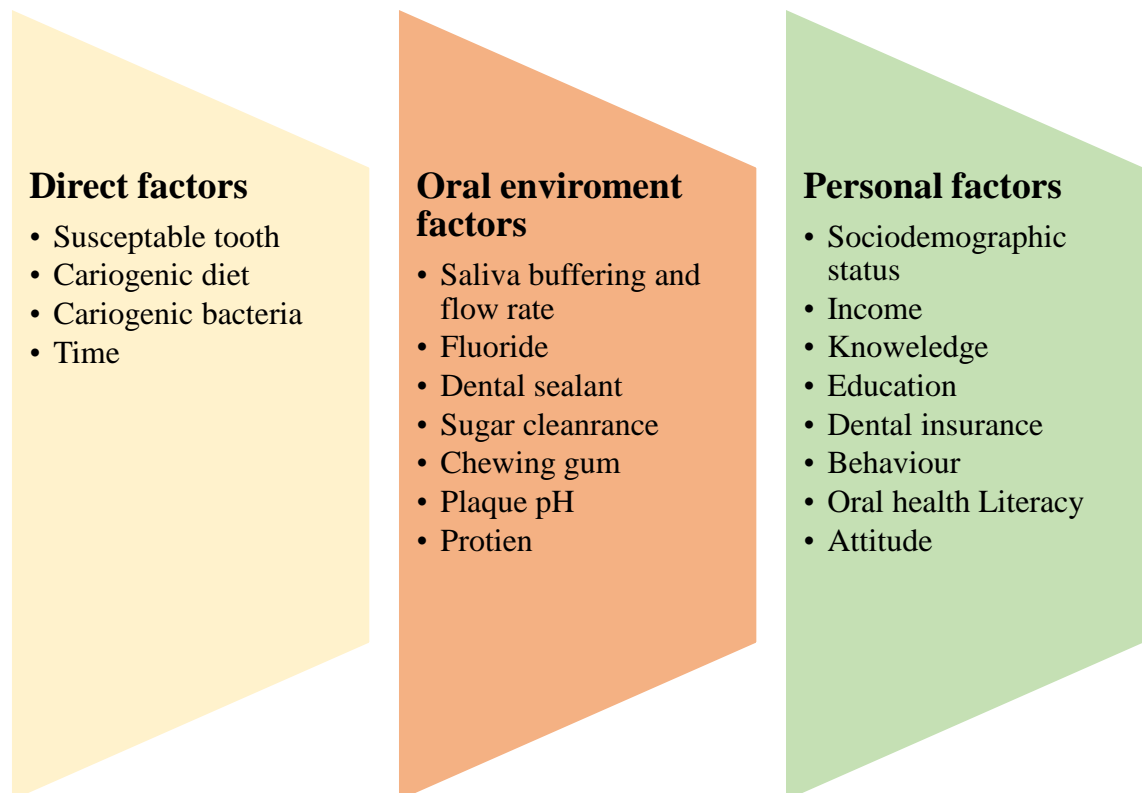 Direct factors
• Susceptable tooth
• Cariogenic diet
• Cariogenic bacteria
• Time
Oral enviroment
factors
• Saliva buffering and
flow rate
• Fluoride
• Dental sealant
• Sugar cleanrance
• Chewing gum
• Plaque pH
• Protien
Personal factors
• Sociodemographic
status
• Income
• Knoweledge
• Education
• Dental insurance
• Behaviour
• Oral health Literacy
• Attitude